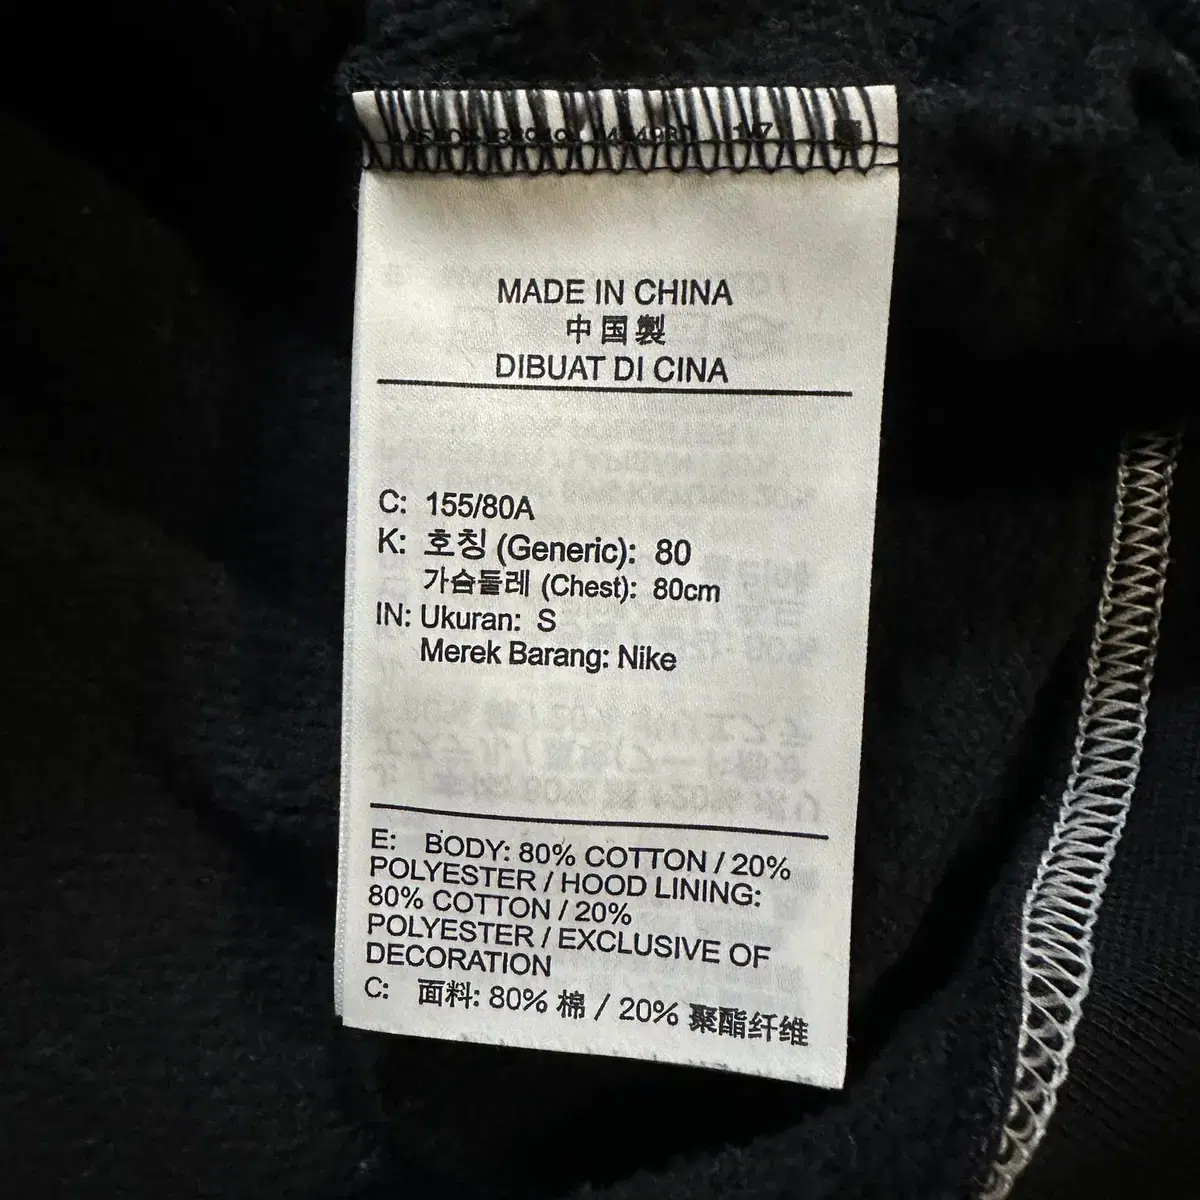 MADE IN CHINA
中国製
DIBUAT DI CINA
C: 155/80A
K: 호칭 (Generic): 80
가슴둘레 (Chest): 80cm
IN: Ukuran: S
Merek Barang: Nike
E: BODY: 80% COTTON / 20%
POLYESTER / HOOD LINING:
80% COTTON / 20%
POLYESTER / EXCLUSIVE OF
DECORATION
C: 面料: 80% 棉 / 20% 聚酯纤维